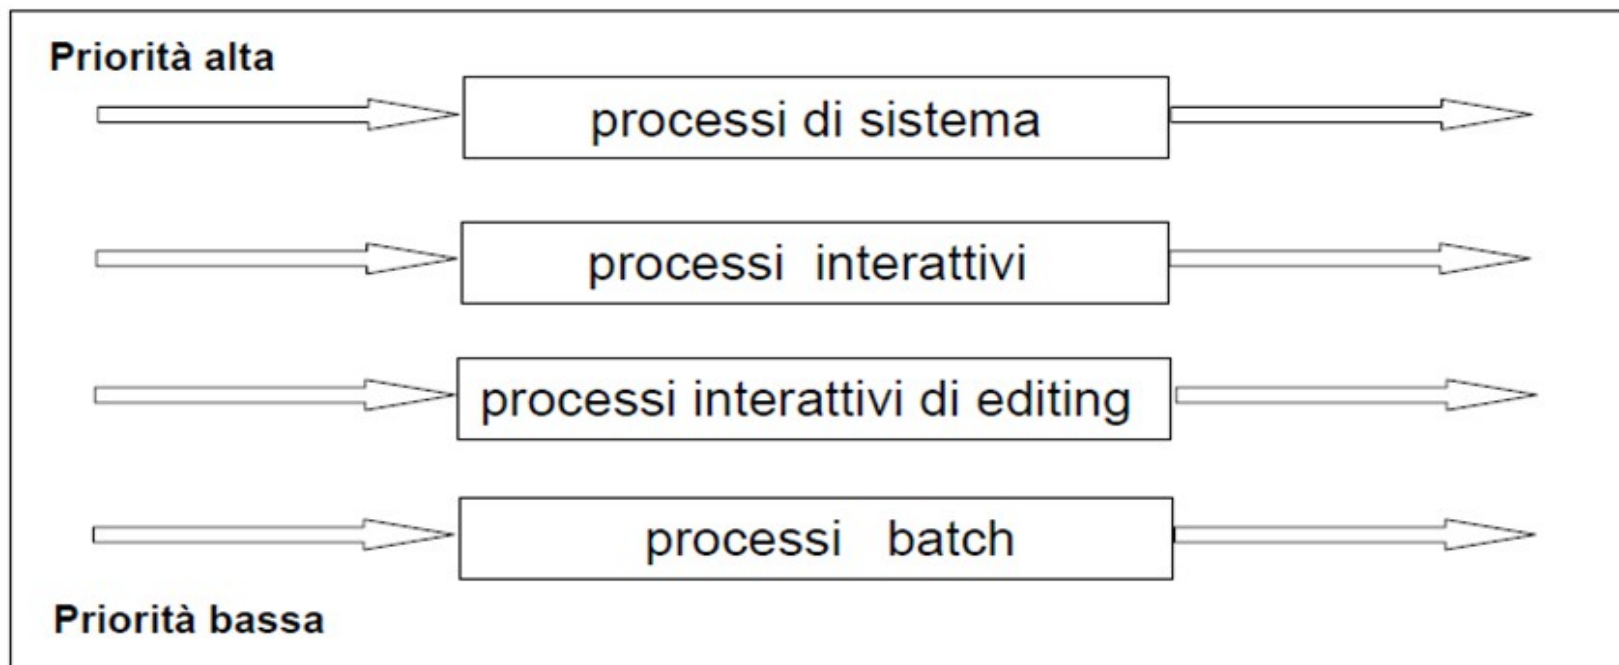 Priorità alta
processi di sistema
processi interattivi
processi interattivi di editing
processi batch
Priorità bassa